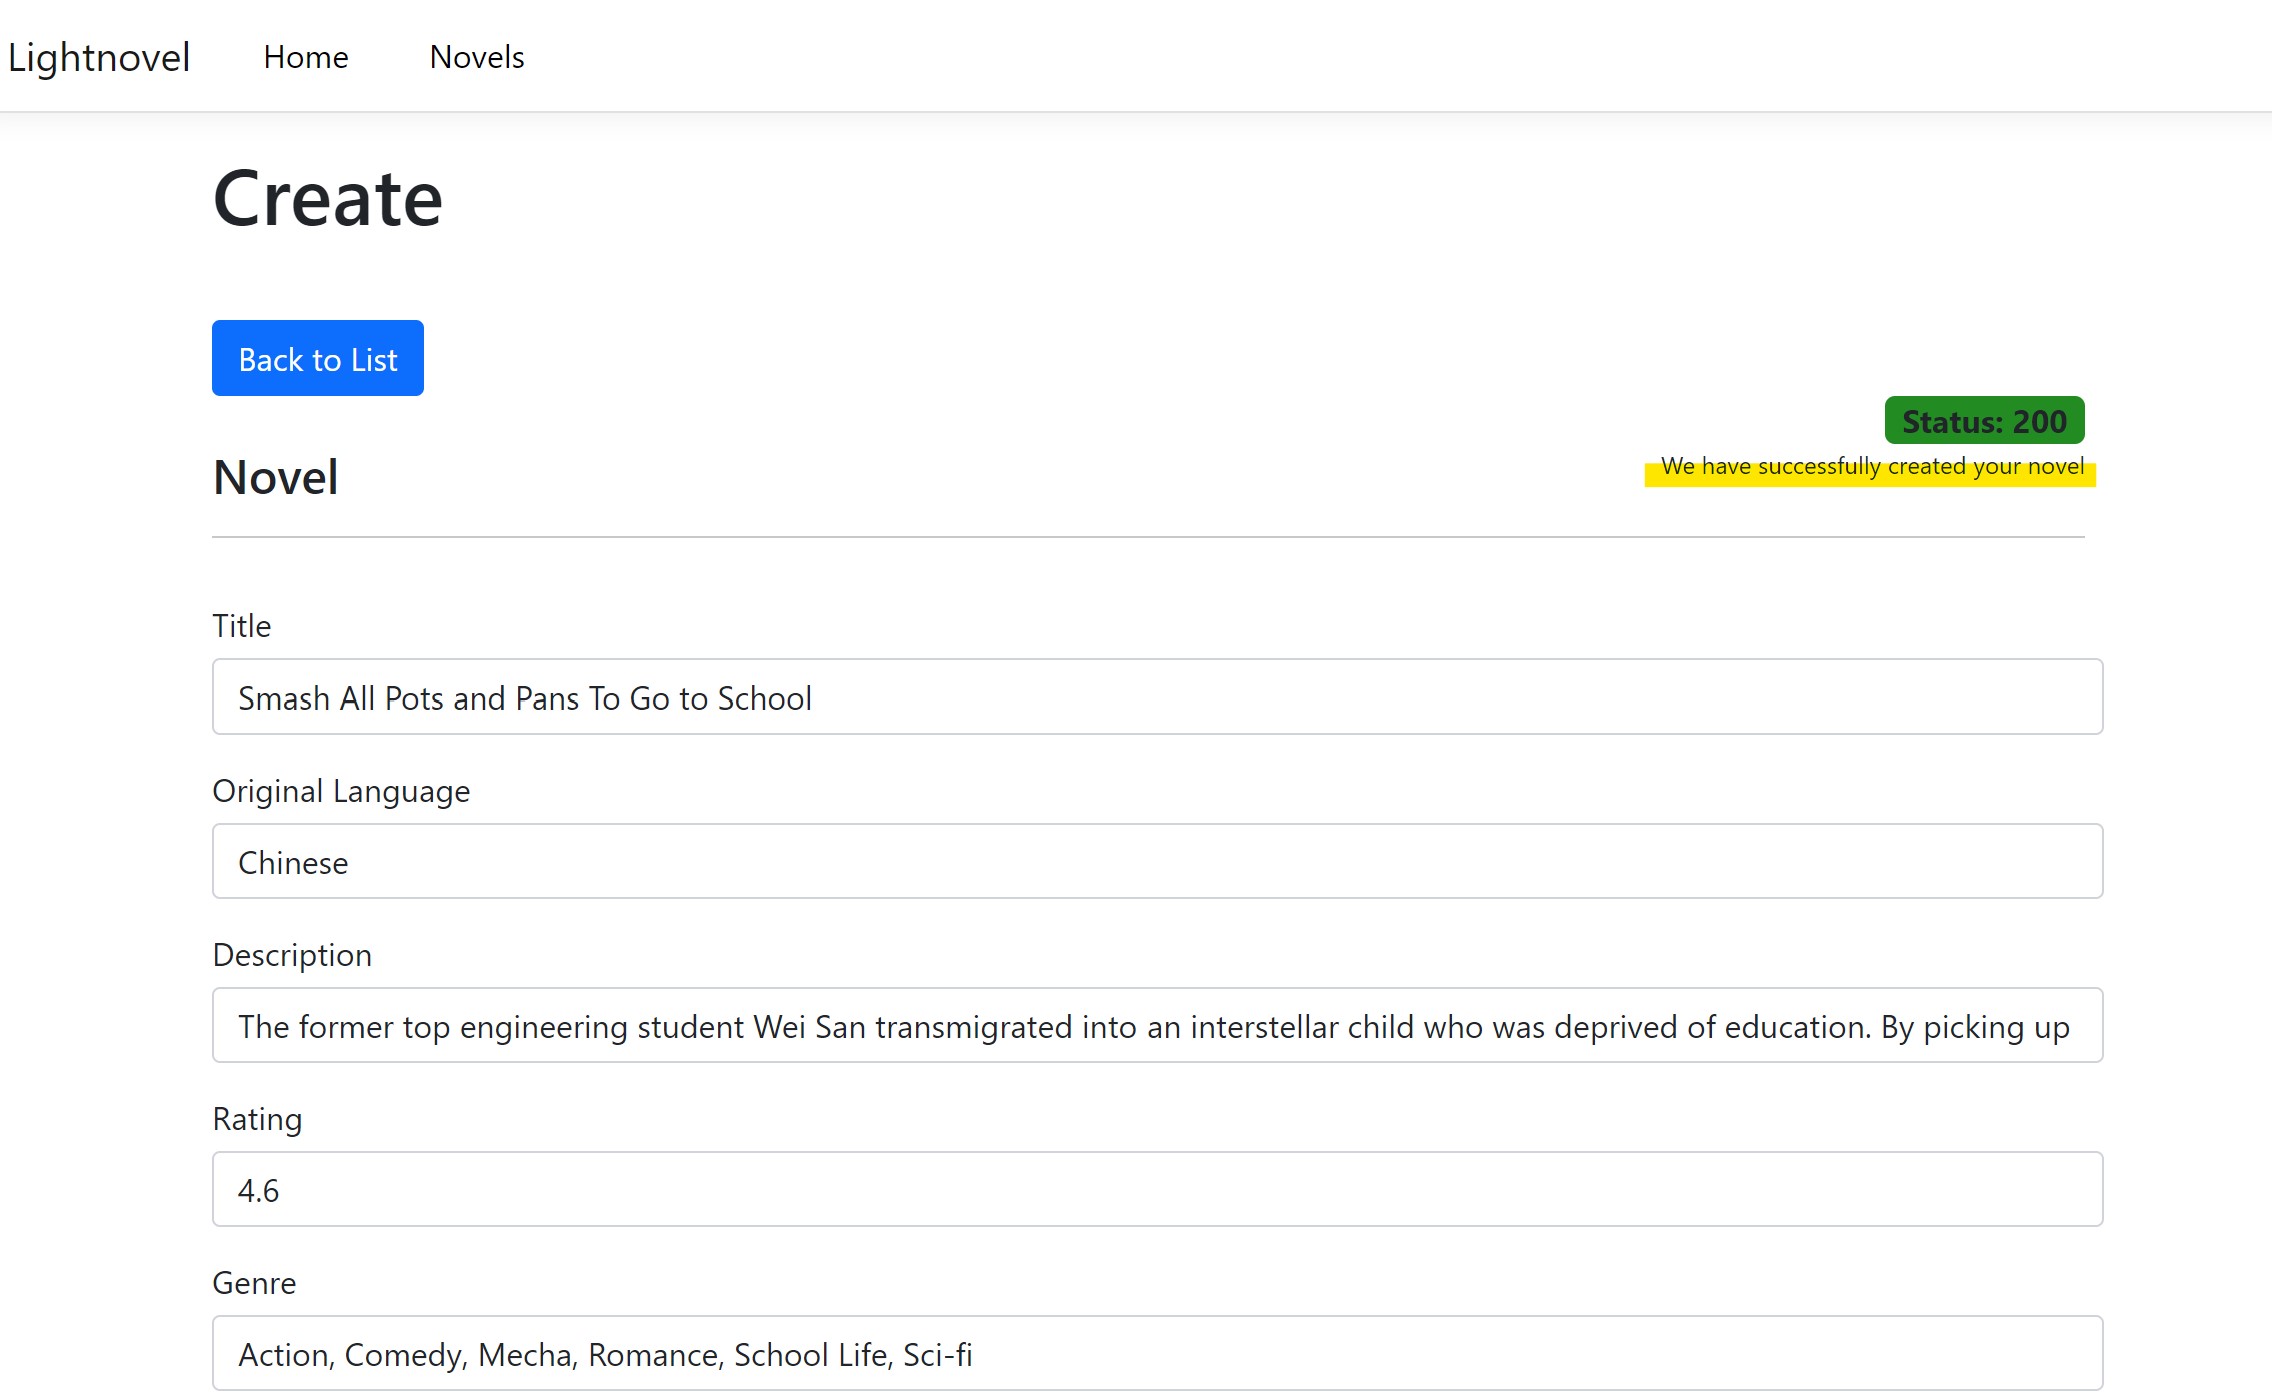 Lightnovel Home Novels
Create
Back to List
Status: 200
We have successfully created your novel
Novel
Title
Smash All Pots and Pans To Go to School
Original Language
Chinese
Description
The former top engineering student Wei San transmigrated into an interstellar child who was deprived of education. By picking up
Rating
4.6
Genre
Action, Comedy, Mecha, Romance, School Life, Sci-fi